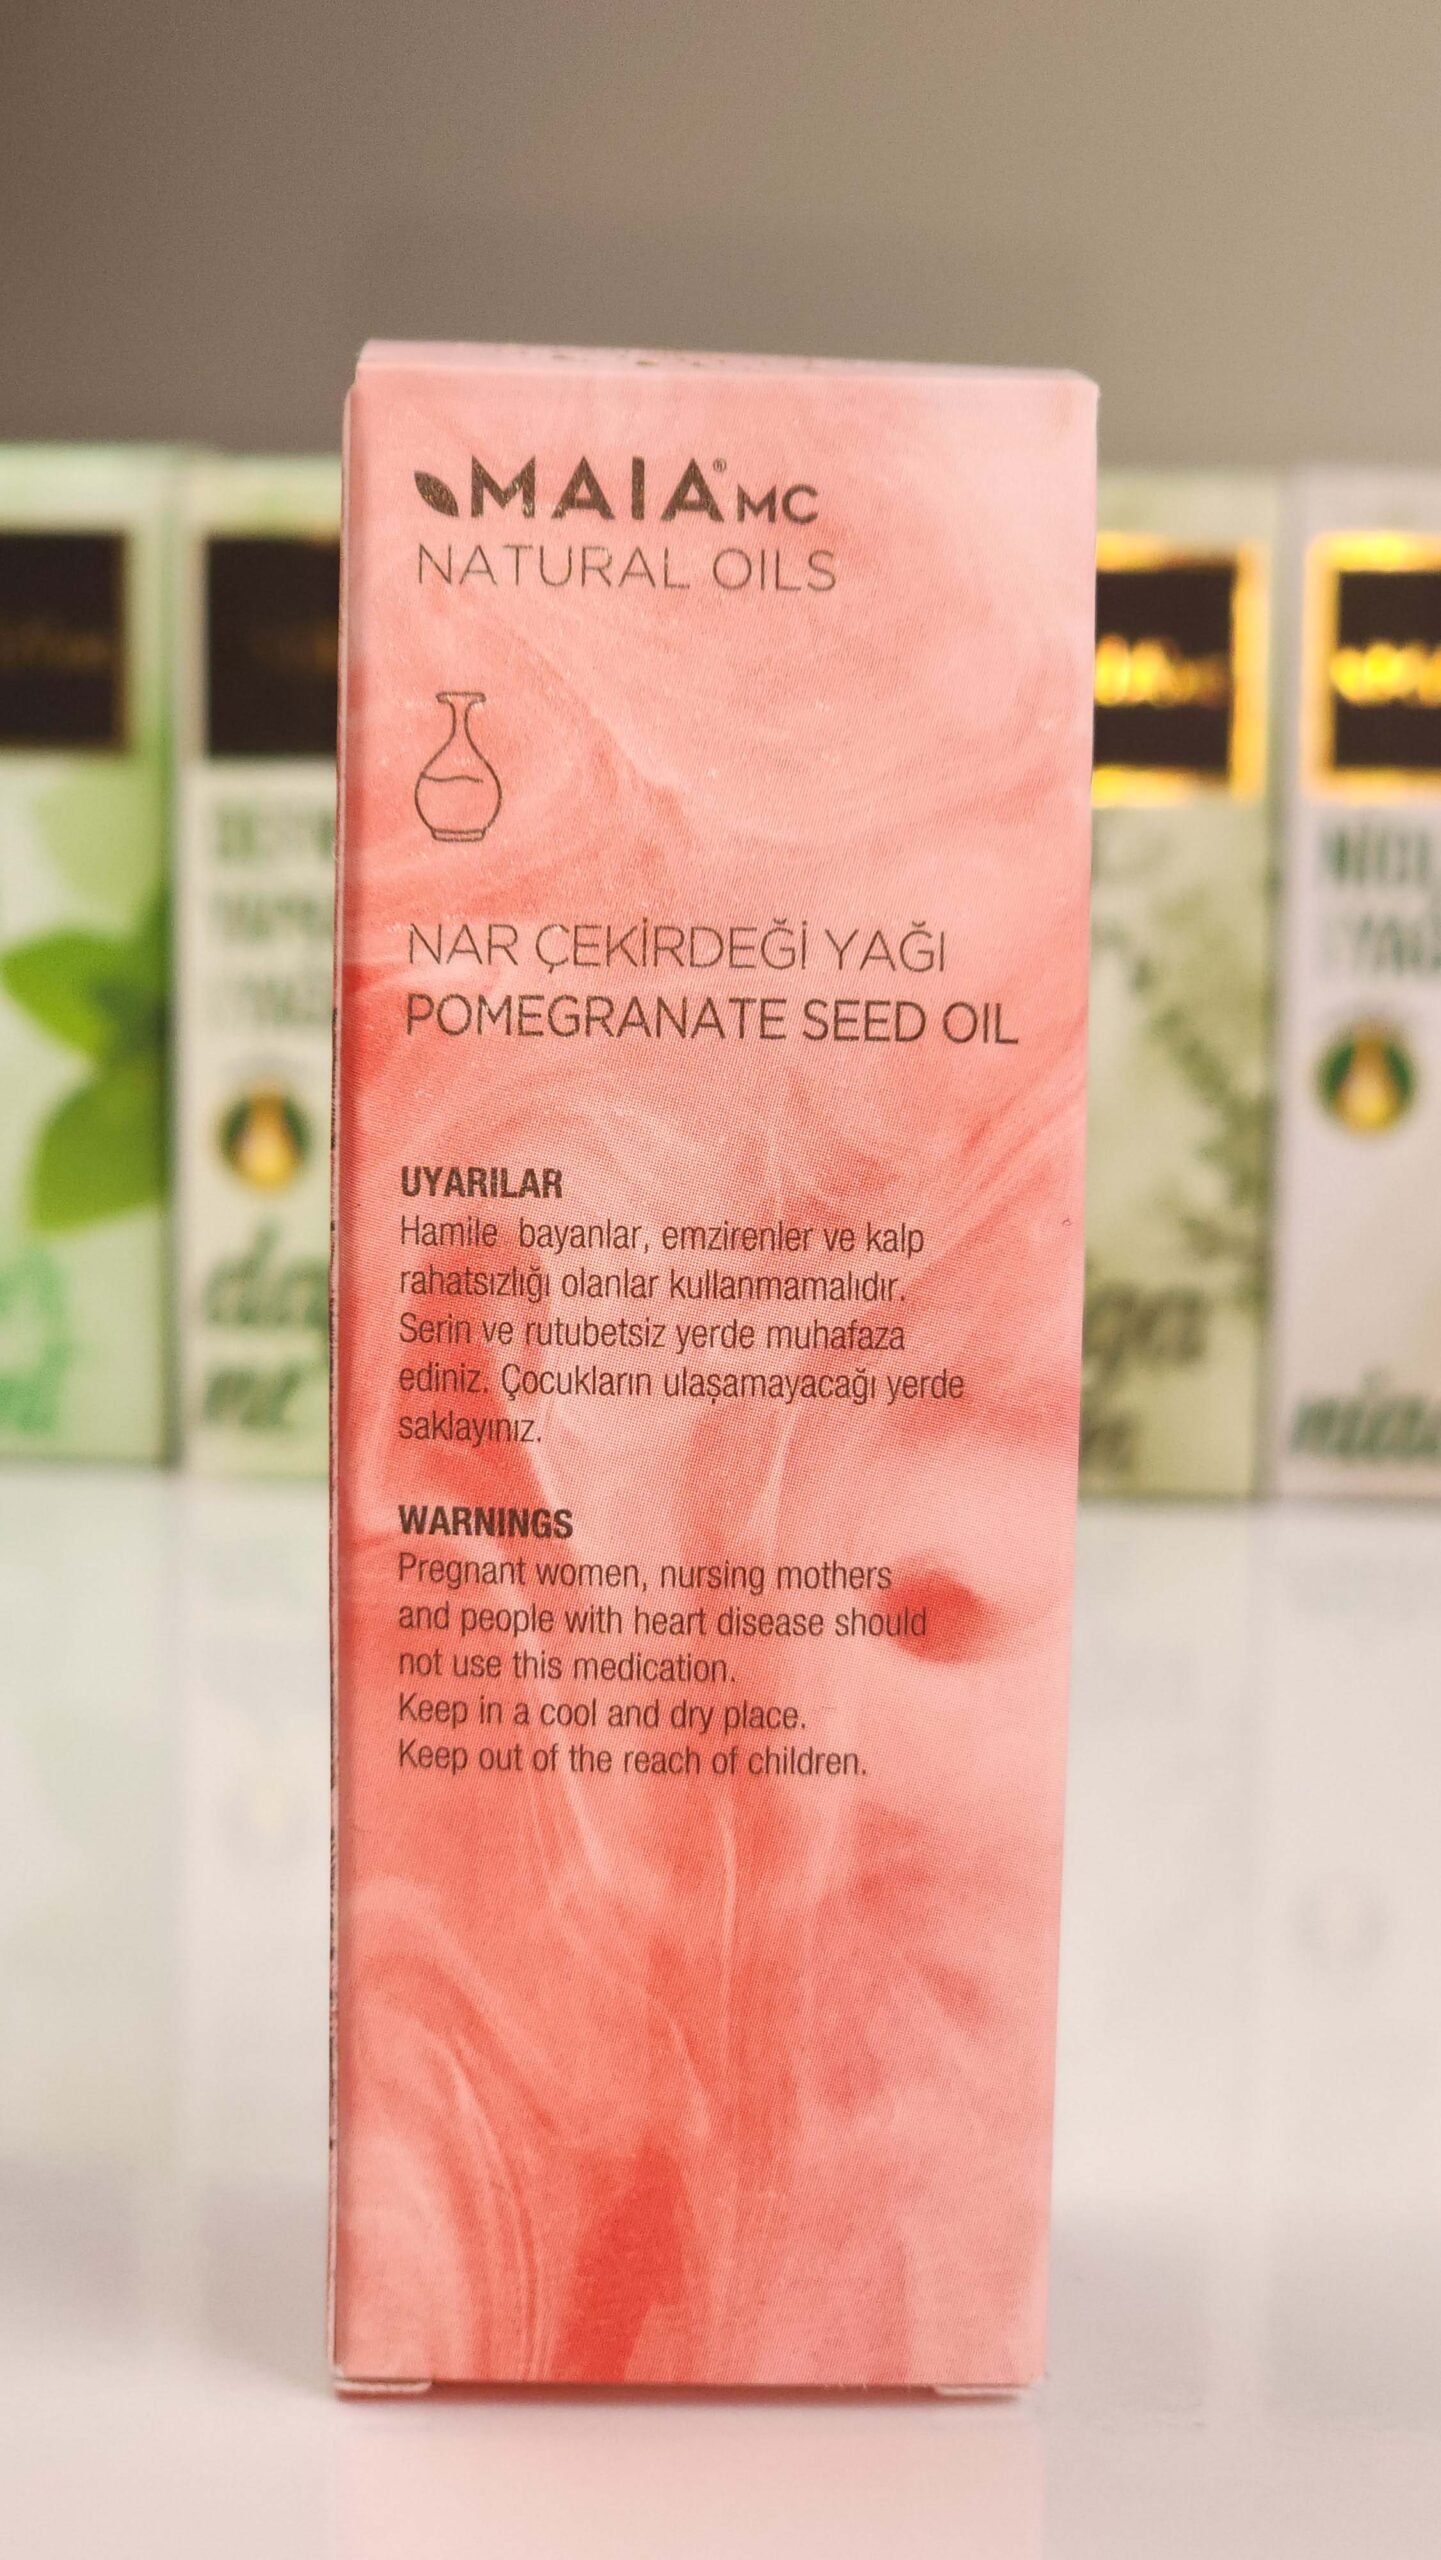 MAIA® MC
NATURAL OILS
NAR ÇEKİRDEĞİ YAĞI
POMEGRANATE SEED OIL
UYARILAR
Hamile bayanlar, emzirenler ve kalp
rahatsızlığı olanlar kullanmamalıdır.
Serin ve rutubetsiz yerde muhafaza
ediniz. Çocukların ulaşamayacağı yerde
saklayınız.
WARNINGS
Pregnant women, nursing mothers
and people with heart disease should
not use this medication.
Keep in a cool and dry place.
Keep out of the reach of children.